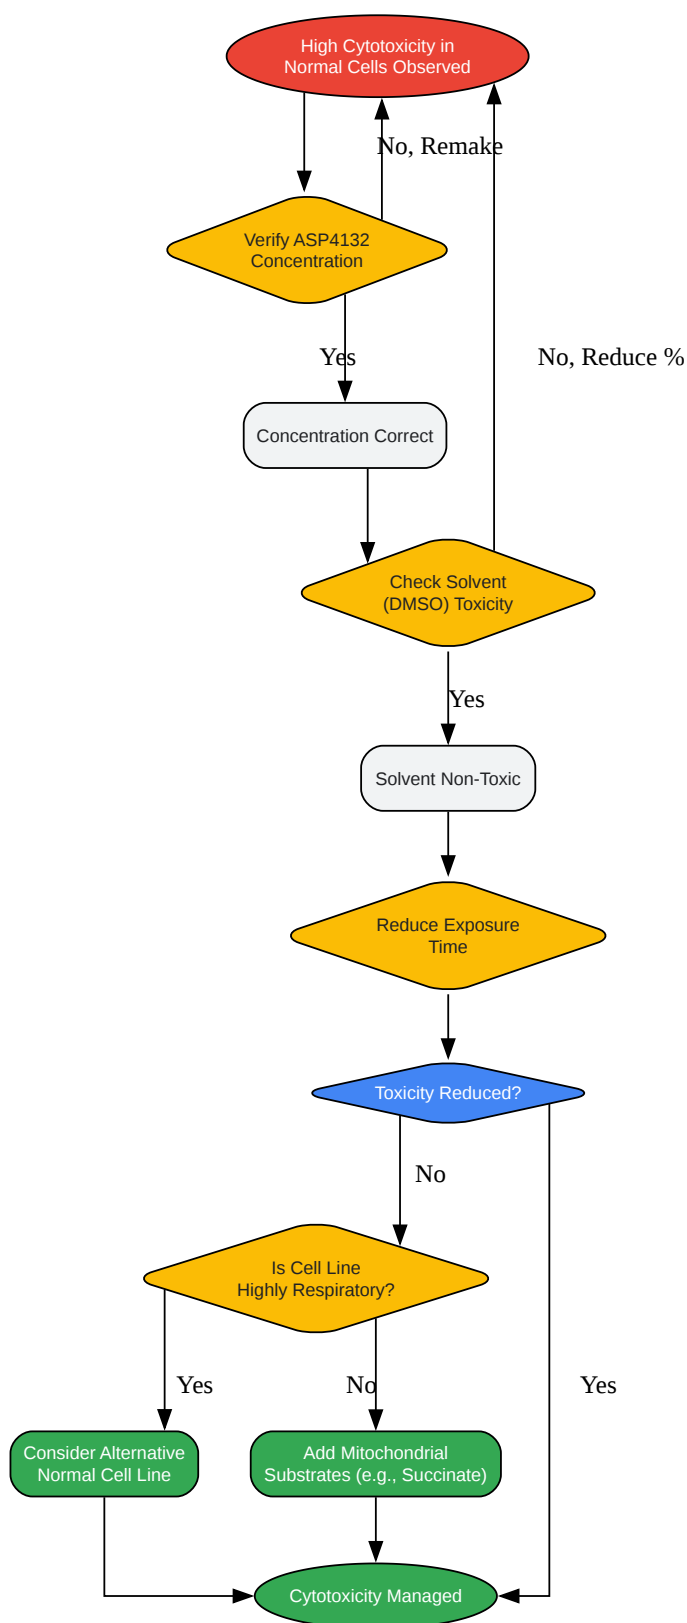 High Cytotoxicity in
Normal Cells Observed
No, Remake
Verify ASP4132
Concentration
Yes
No, Reduce %
Concentration Correct
Check Solvent
(DMSO) Toxicity
Yes
Solvent Non-Toxic
Reduce Exposure
Time
Toxicity Reduced?
No
Is Cell Line
Highly Respiratory?
Yes
No
Yes
Consider Alternative
Normal Cell Line
Add Mitochondrial
Substrates (e.g., Succinate)
Cytotoxicity Managed